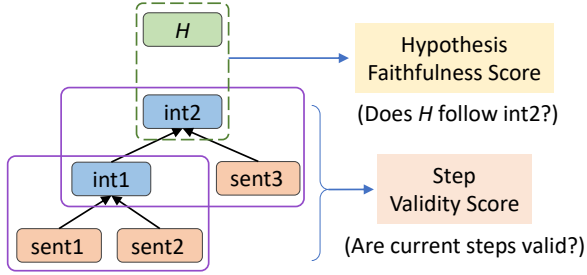 H
Hypothesis
Faithfulness Score
(Does H follow int2?)
int2
int1
sent3
sent1
sent2
Step
Validity Score
(Are current steps valid?)